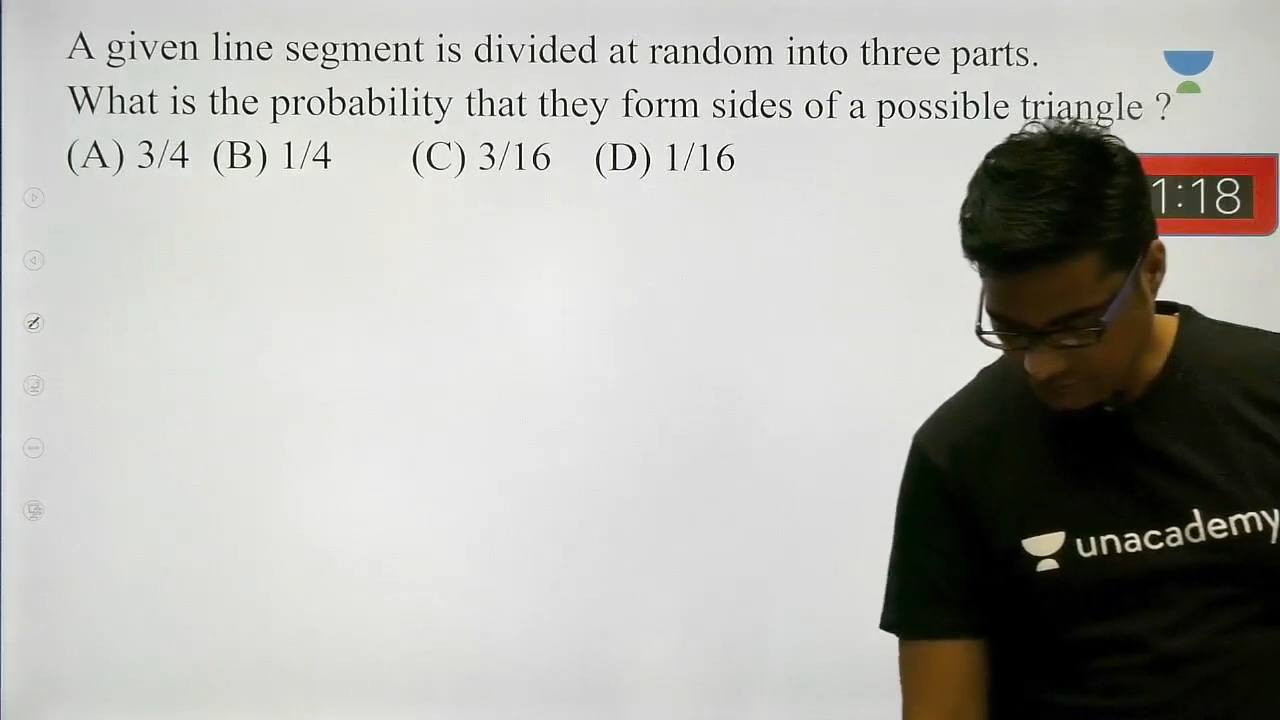 A given line segment is divided at random into three parts.
What is the probability that they form sides of a possible triangle ?
(A) 3/4 (B) 1/4 (C) 3/16 (D) 1/16
1:18
unacademy